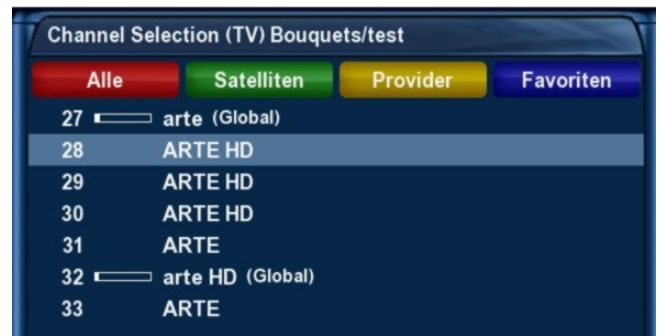 Channel Selection (TV) Bouquets/test
Alle Satelliten Provider Favoriten
27 arte (Global)
28 ARTE HD
29 ARTE HD
30 ARTE HD
31 ARTE
32 arte HD (Global)
33 ARTE